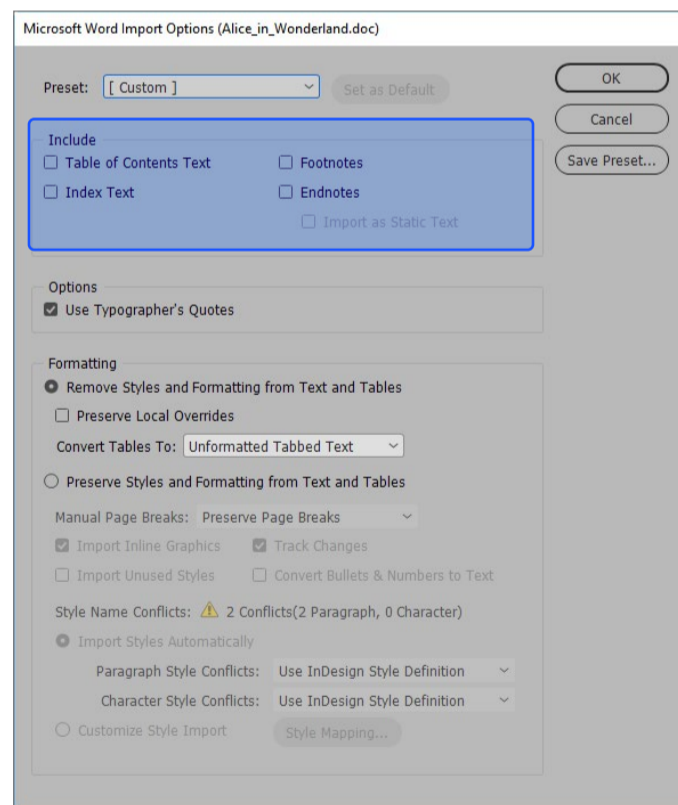 Microsoft Word Import Options (Alice_in_Wonderland.doc)
Preset: [ Custom ] Set as Default OK
Cancel
Save Preset...
Include
Table of Contents Text Footnotes
Index Text Endnotes
Import as Static Text
Options
Use Typographer's Quotes
Formatting
Remove Styles and Formatting from Text and Tables
Preserve Local Overrides
Convert Tables To: Unformatted Tabbed Text
Preserve Styles and Formatting from Text and Tables
Manual Page Breaks: Preserve Page Breaks
Import Inline Graphics Track Changes
Import Unused Styles Convert Bullets & Numbers to Text
Style Name Conflicts: 2 Conflicts(2 Paragraph, 0 Character)
Import Styles Automatically
Paragraph Style Conflicts: Use InDesign Style Definition
Character Style Conflicts: Use InDesign Style Definition
Customize Style Import Style Mapping...